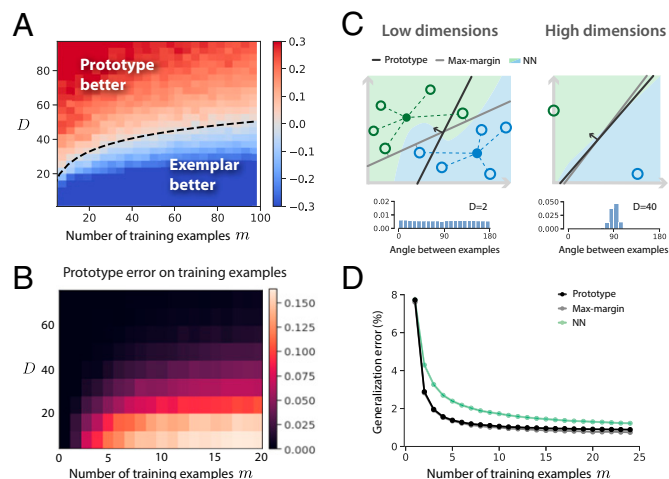 A
Prototype
better
Exemplar
better
D
80
60
40
20
20
40
60
80
100
Number of training examples m
0.3
0.2
0.1
0.0
−0.1
−0.2
−0.3
C
Low dimensions
High dimensions
Prototype
Max-margin
NN
0.02
0.01
0.00
D=2
0
90
180
Angle between examples
0.050
0.025
0.000
D=40
0
90
180
Angle between examples
B
Prototype error on training examples
D
60
40
20
0
5
10
15
20
Number of training examples m
0.150
0.125
0.100
0.075
0.050
0.025
0.000
D
Generalization error (%)
8
6
4
2
0
0
5
10
15
20
25
Number of training examples m
Prototype
Max-margin
NN